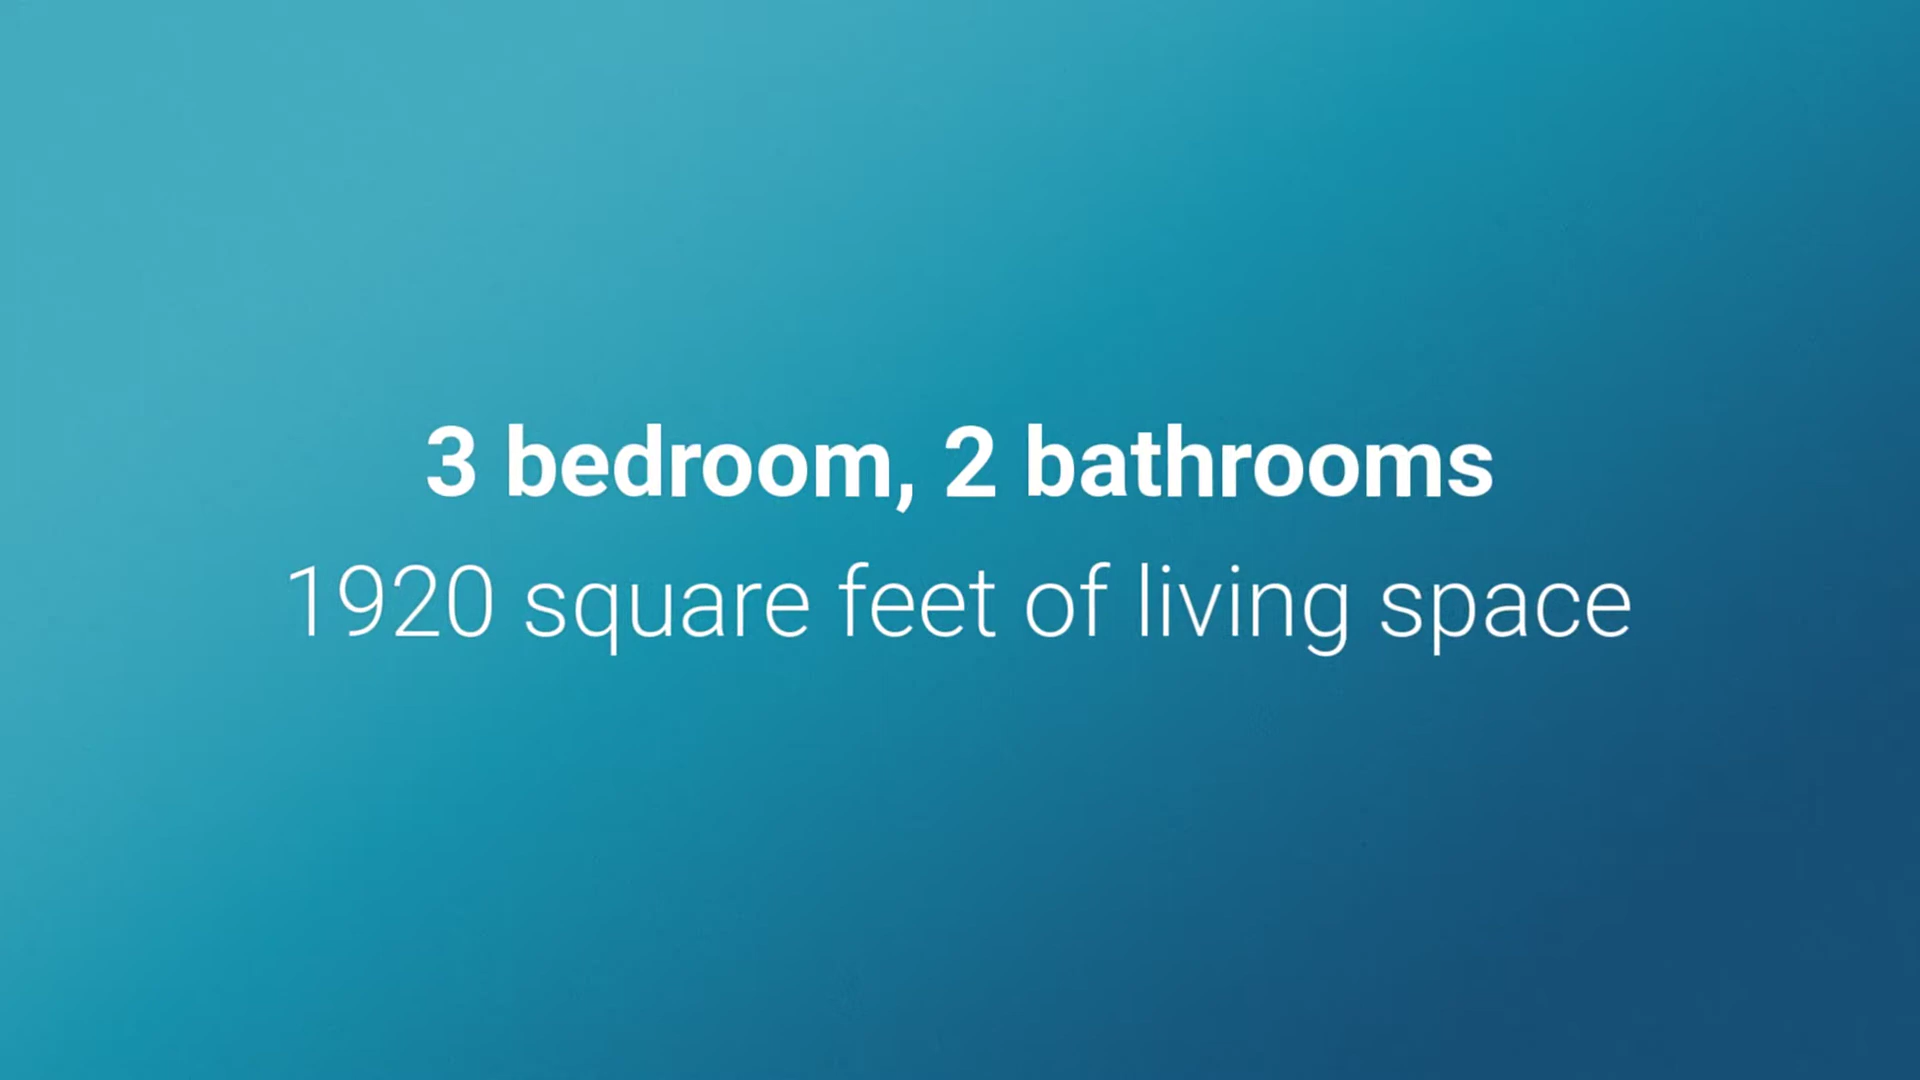 3 bedroom, 2 bathrooms
1920 square feet of living space